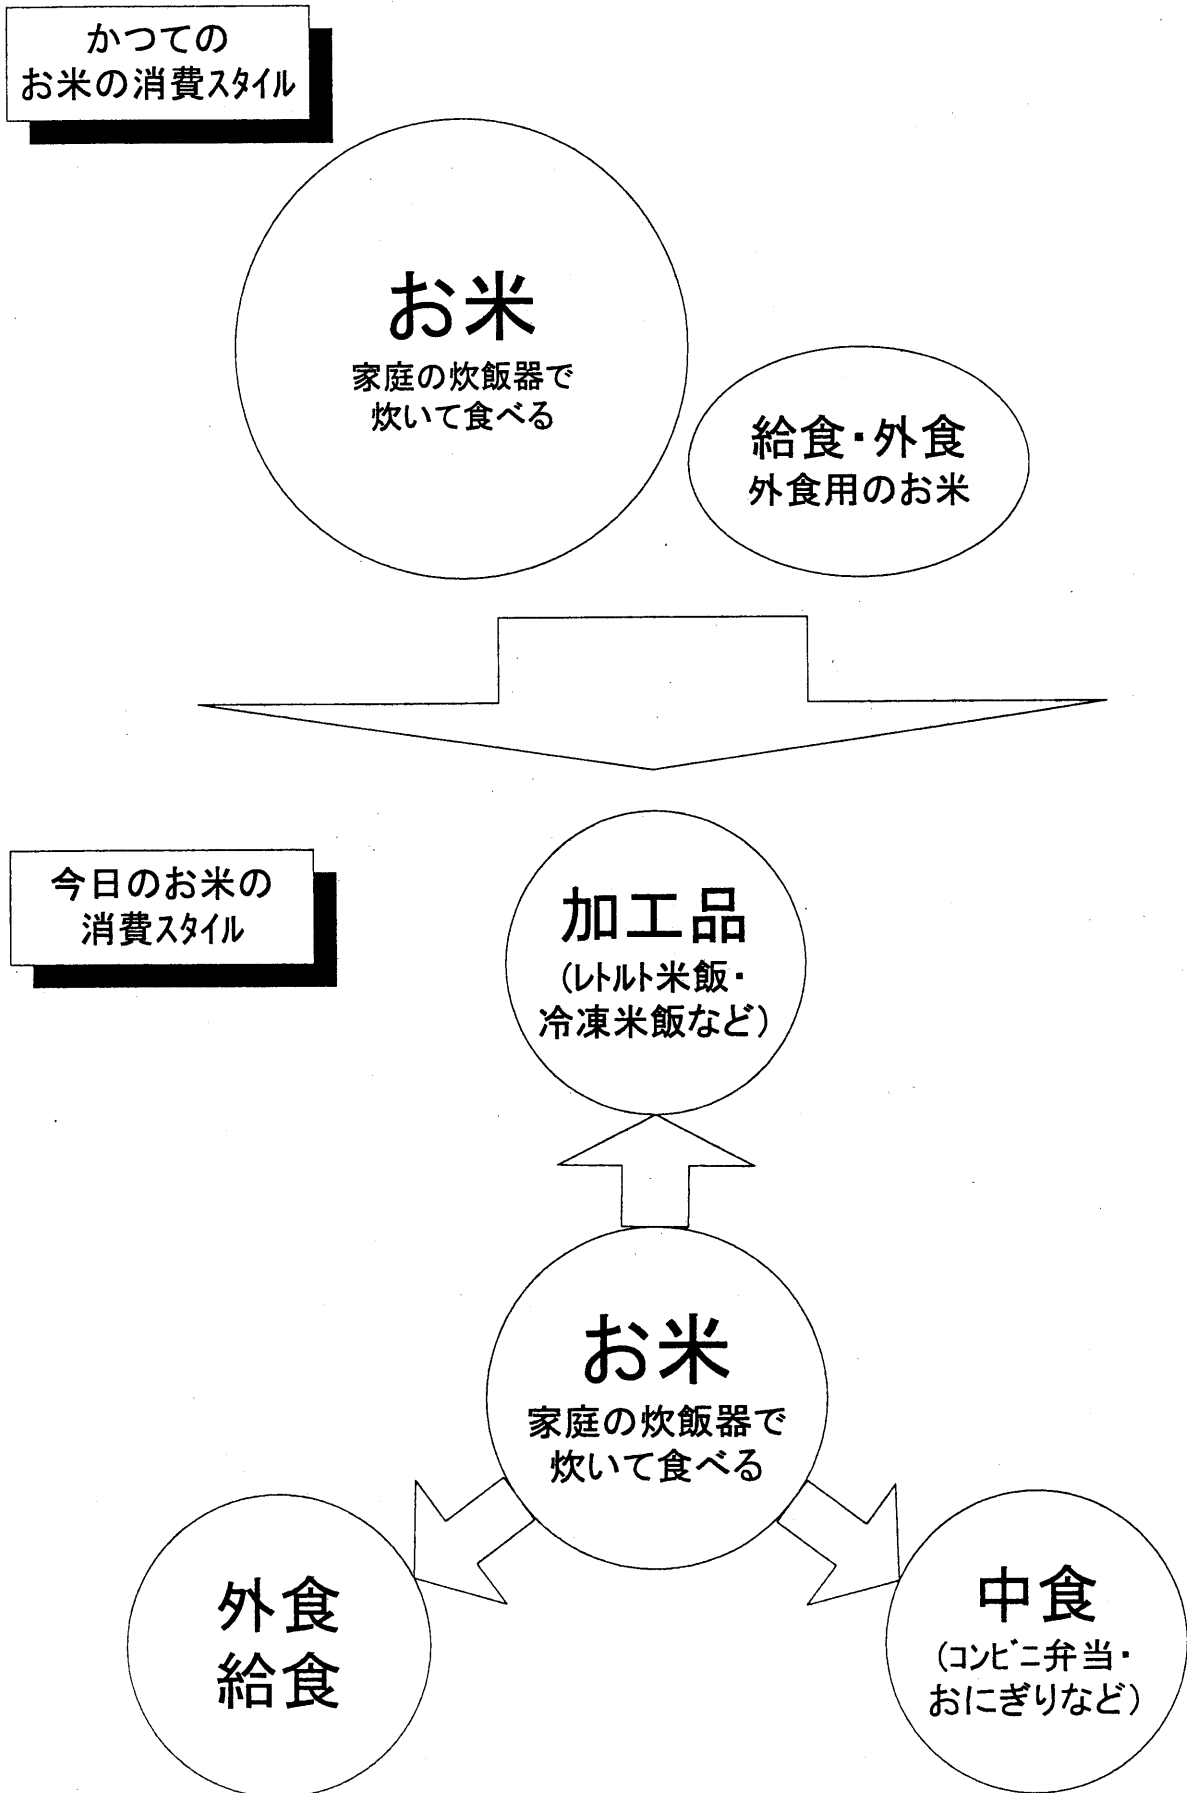 かつての
お米の消費スタイル
お米
家庭の炊飯器で
炊いて食べる
給食・外食
外食用のお米
今日のお米の
消費スタイル
加工品
(レトルト米飯・
冷凍米飯など)
お米
家庭の炊飯器で
炊いて食べる
外食
給食
中食
(コンビニ弁当・
おにぎりなど)